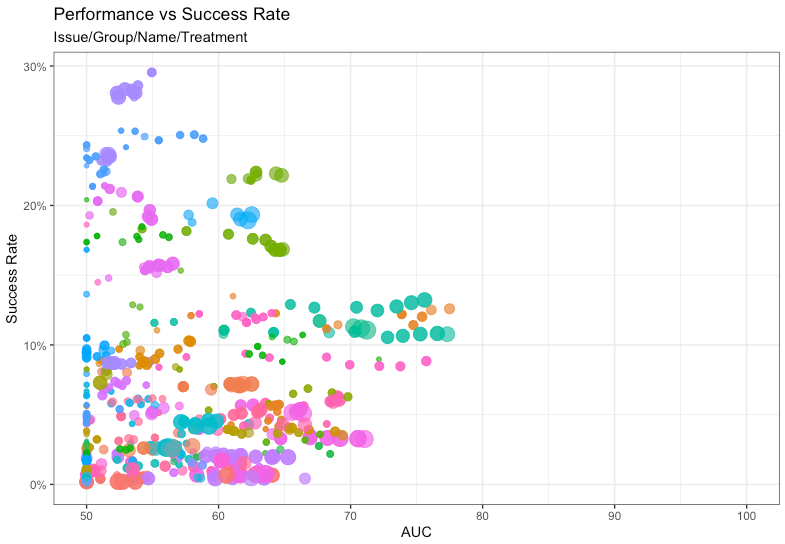 Performance vs Success Rate
Issue/Group/Name/Treatment
30%
20%
10%
0%
Success Rate
50 60 70 80 90 100
AUC